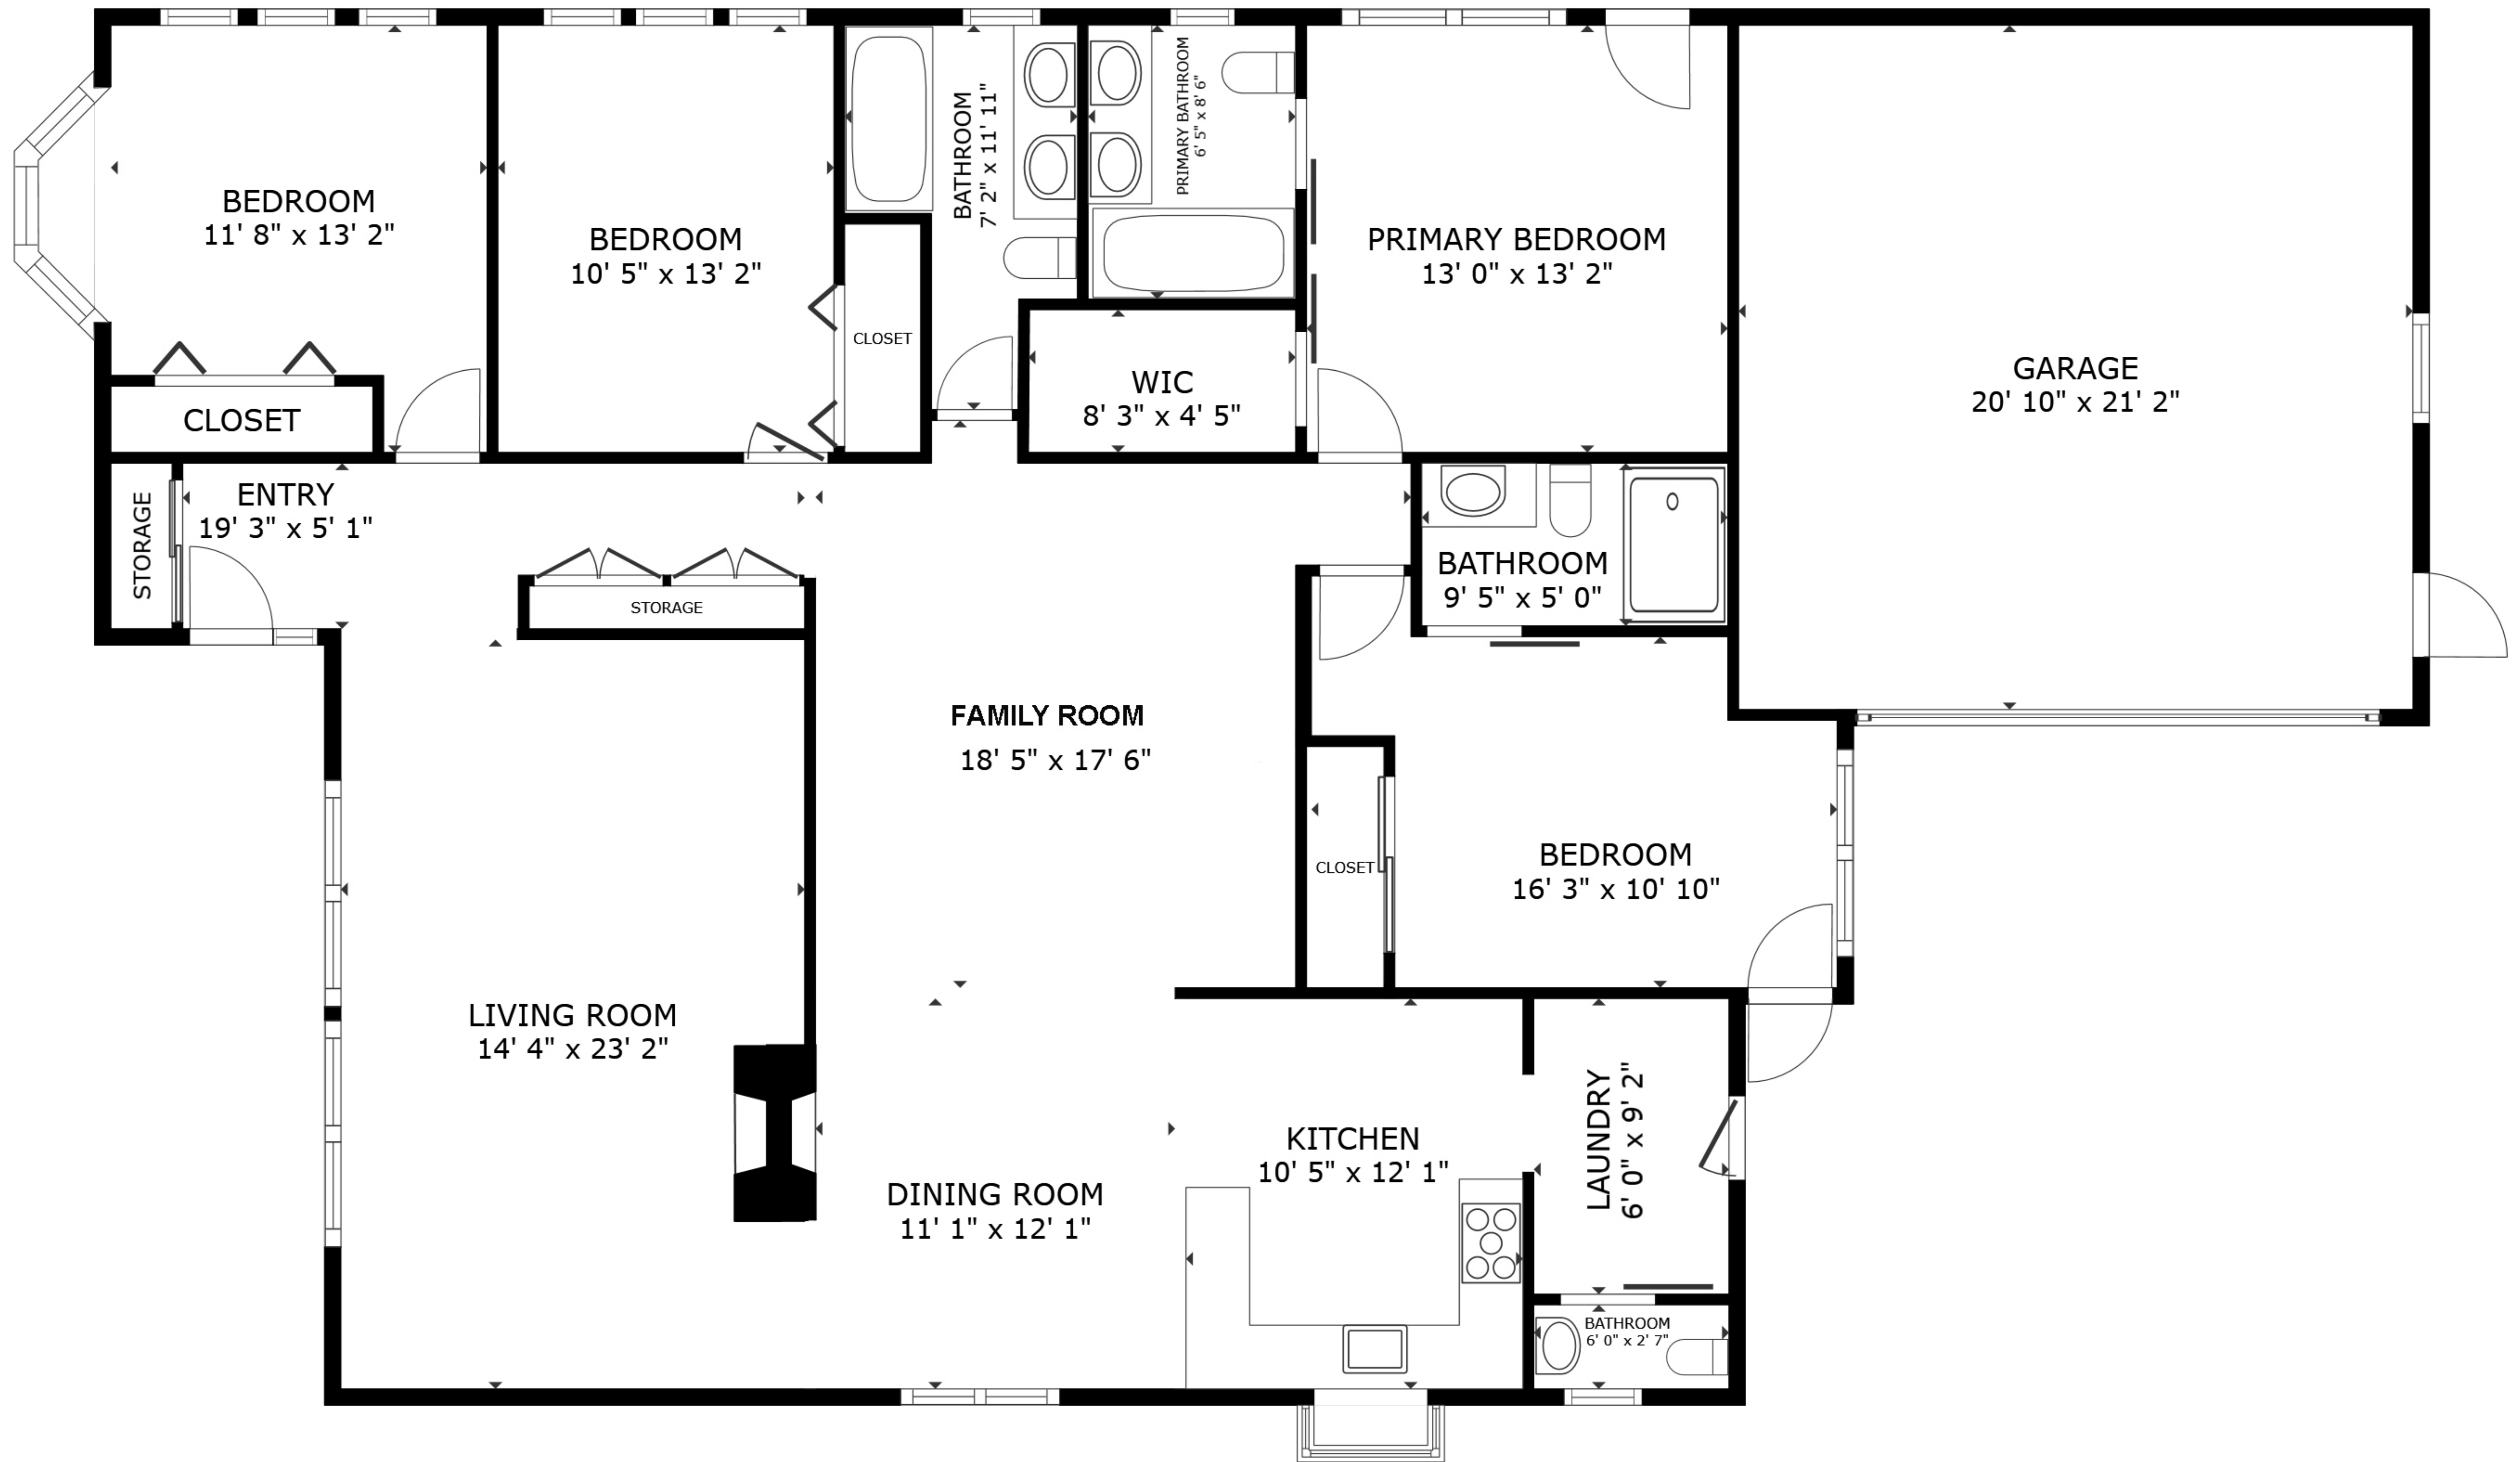 BEDROOM
11' 8" x 13' 2"
CLOSET
BEDROOM
10' 5" x 13' 2"
CLOSET
BATHROOM
7' 2" x 11' 11"
PRIMARY BATHROOM
6' 5" x 8' 6"
WIC
8' 3" x 4' 5"
PRIMARY BEDROOM
13' 0" x 13' 2"
GARAGE
20' 10" x 21' 2"
STORAGE
ENTRY
19' 3" x 5' 1"
STORAGE
BATHROOM
9' 5" x 5' 0"
FAMILY ROOM
18' 5" x 17' 6"
CLOSET
BEDROOM
16' 3" x 10' 10"
LIVING ROOM
14' 4" x 23' 2"
DINING ROOM
11' 1" x 12' 1"
KITCHEN
10' 5" x 12' 1"
LAUNDRY
6' 0" x 9' 2"
BATHROOM
6' 0" x 2' 7"